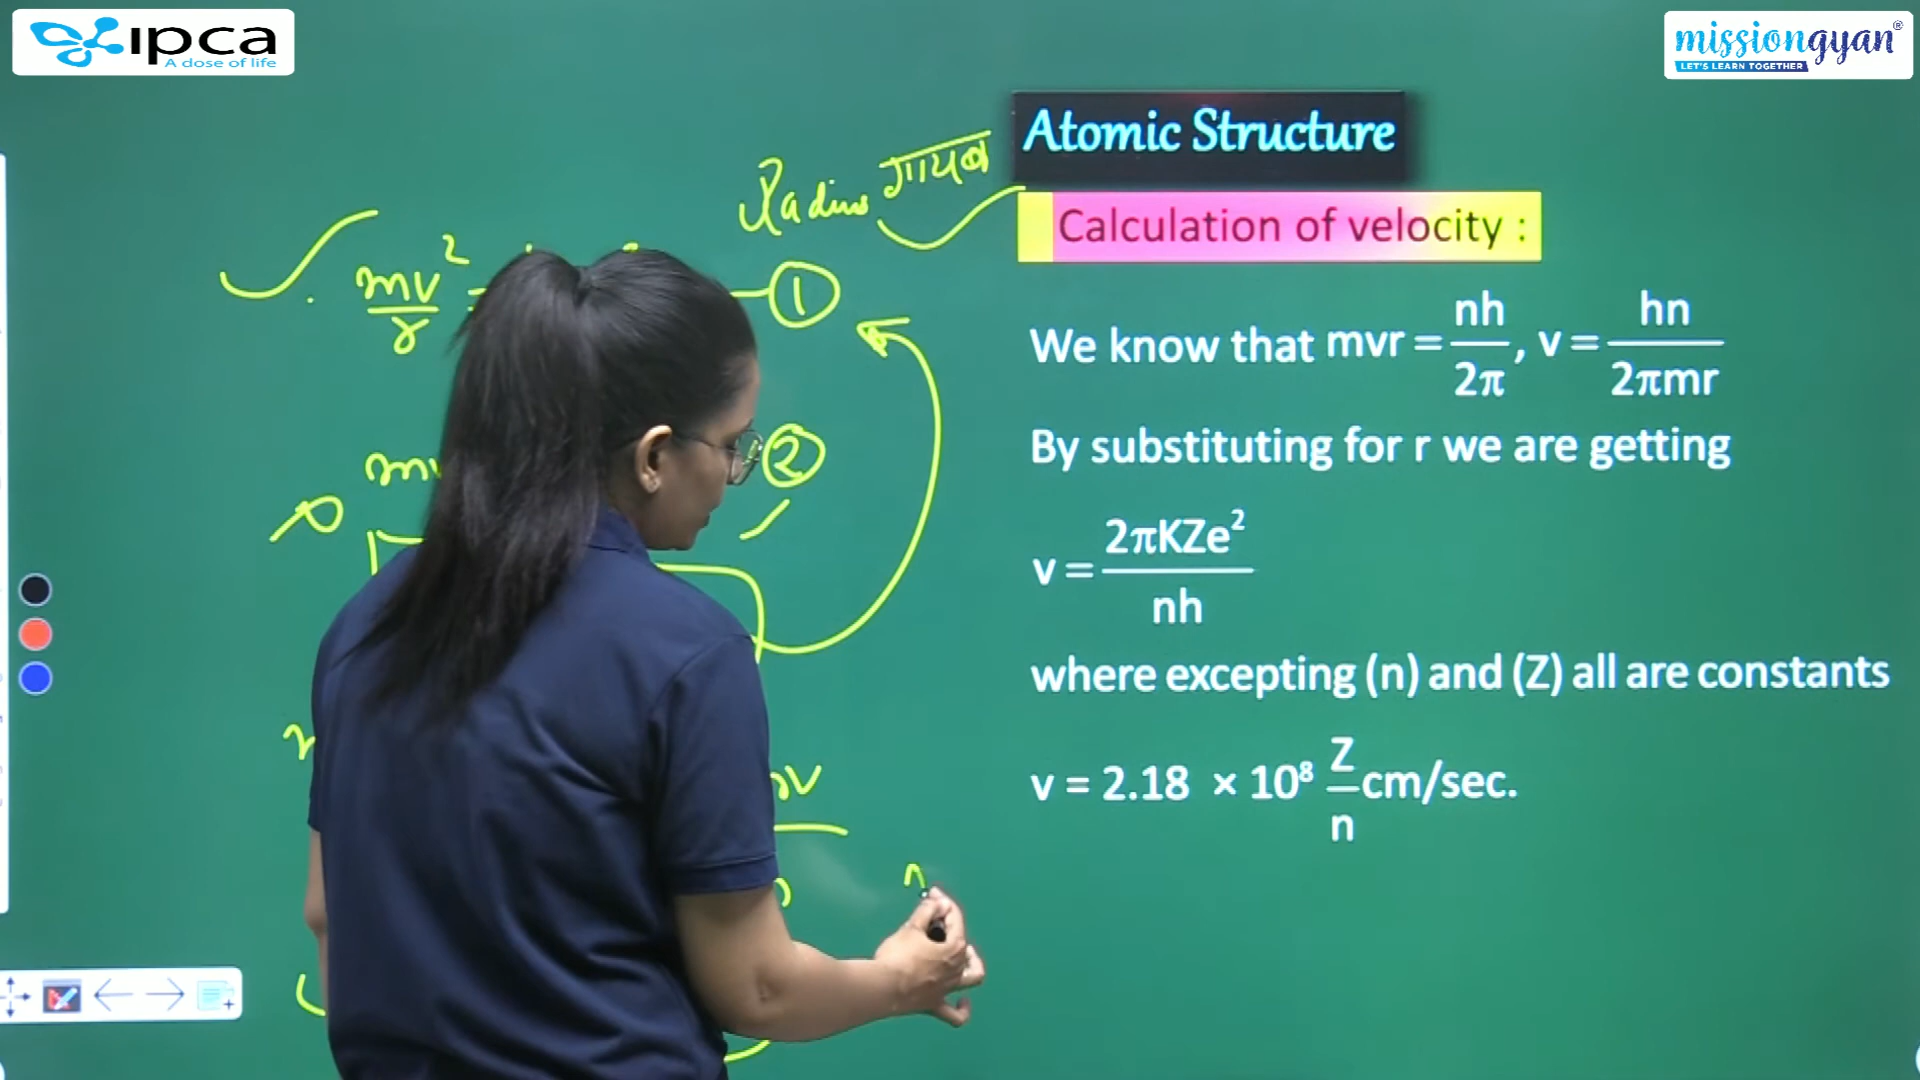 ipca
A dose of life
missiongyan®
LET'S LEARN TOGETHER
Atomic Structure
Radius गायब
Calculation of velocity :
mv²/r = — ①
We know that mvr = nh/2π, v = hn/2πmr
②
By substituting for r we are getting
v = 2πKZe²/nh
where excepting (n) and (Z) all are constants
v = 2.18 × 10⁸ Z/n cm/sec.